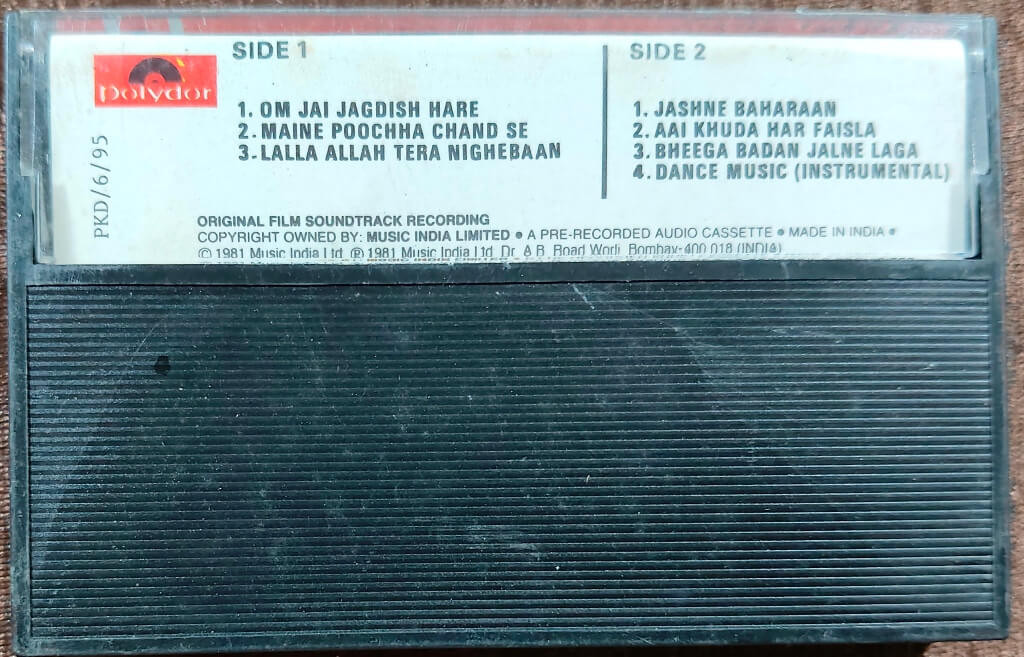 polydor
PKD/6/95
SIDE 1
1. OM JAI JAGDISH HARE
2. MAINE POOCHHA CHAND SE
3-LALLA ALLAH TERA NIGHEBAAN
SIDE 2
1. JASHNE BAHARAAN
2. AAI KHUDA HAR FAISLA
3. BHEEGA BADAN JALNE LAGA
4. DANCE MUSIC (INSTRUMENTAL)
ORIGINAL FILM SOUNDTRACK RECORDING
COPYRIGHT OWNED BY: MUSIC INDIA LIMITED ● A PRE-RECORDED AUDIO CASSETTE ● MADE IN INDIA ●
© 1981 Music India Ltd. ℗ 1981 Music India Ltd. Dr. A.B. Road Worli, Bombay-400 018 (INDIA)